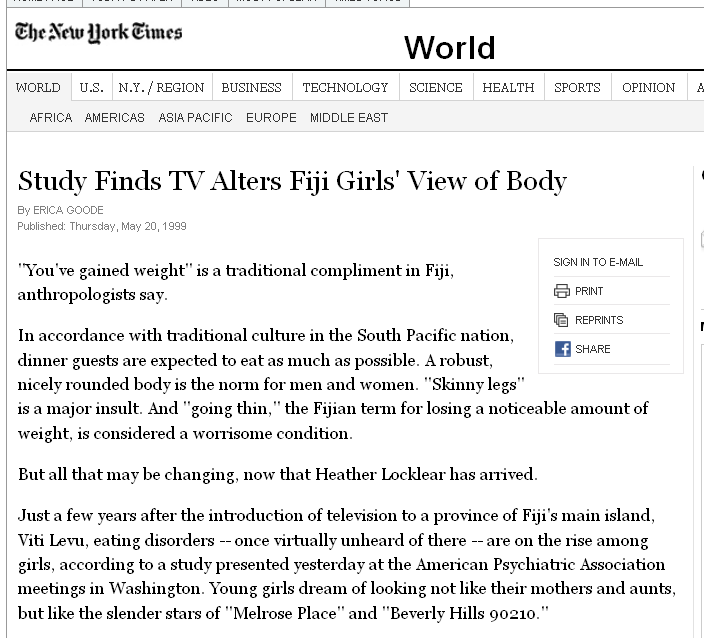 The New York Times
World
WORLD U.S. N.Y. / REGION BUSINESS TECHNOLOGY SCIENCE HEALTH SPORTS OPINION
AFRICA AMERICAS ASIA PACIFIC EUROPE MIDDLE EAST
Study Finds TV Alters Fiji Girls' View of Body
By ERICA GOODE
Published: Thursday, May 20, 1999
SIGN IN TO E-MAIL
PRINT
REPRINTS
SHARE
''You've gained weight'' is a traditional compliment in Fiji,
anthropologists say.
In accordance with traditional culture in the South Pacific nation,
dinner guests are expected to eat as much as possible. A robust,
nicely rounded body is the norm for men and women. ''Skinny legs''
is a major insult. And ''going thin,'' the Fijian term for losing a noticeable amount of
weight, is considered a worrisome condition.
But all that may be changing, now that Heather Locklear has arrived.
Just a few years after the introduction of television to a province of Fiji's main island,
Viti Levu, eating disorders -- once virtually unheard of there -- are on the rise among
girls, according to a study presented yesterday at the American Psychiatric Association
meetings in Washington. Young girls dream of looking not like their mothers and aunts,
but like the slender stars of ''Melrose Place'' and ''Beverly Hills 90210.''